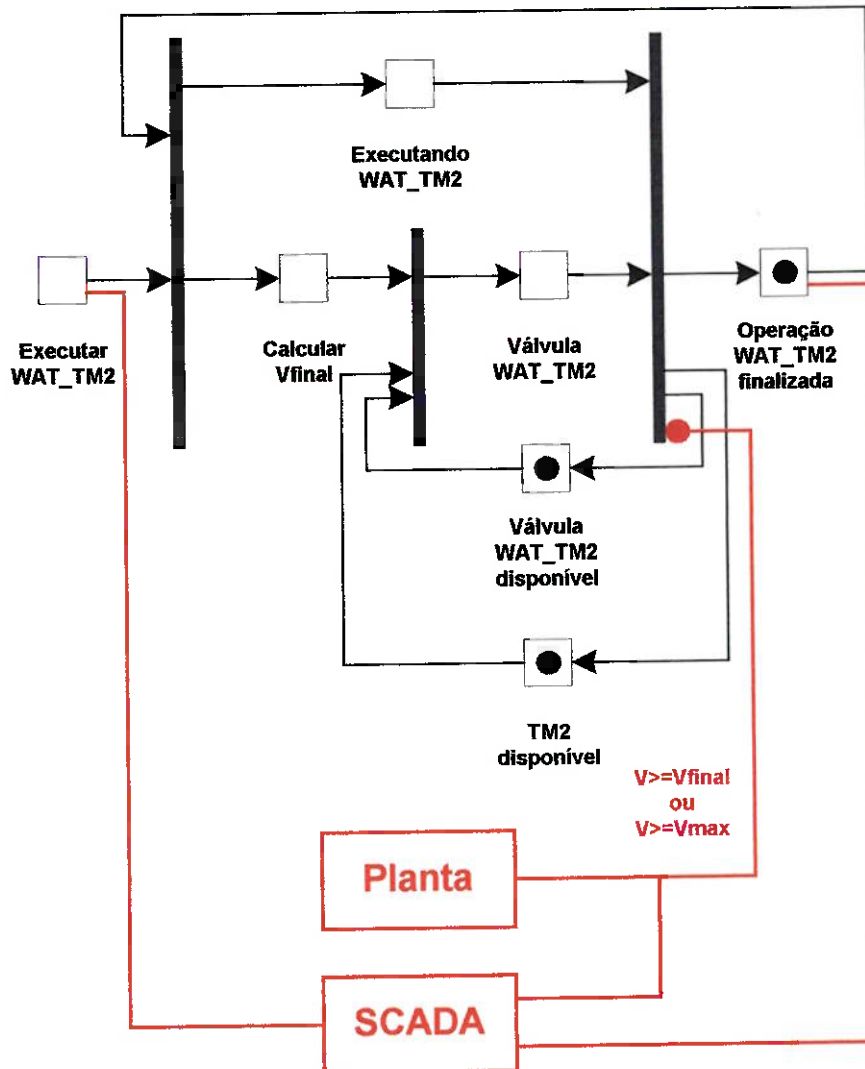 Executando
WAT_TM2
Executar
WAT_TM2
Calcular
Vfinal
Válvula
WAT_TM2
Operação
WAT_TM2
finalizada
Válvula
WAT_TM2
disponível
TM2
disponível
V>=Vfinal
ou
V>=Vmax
Planta
SCADA